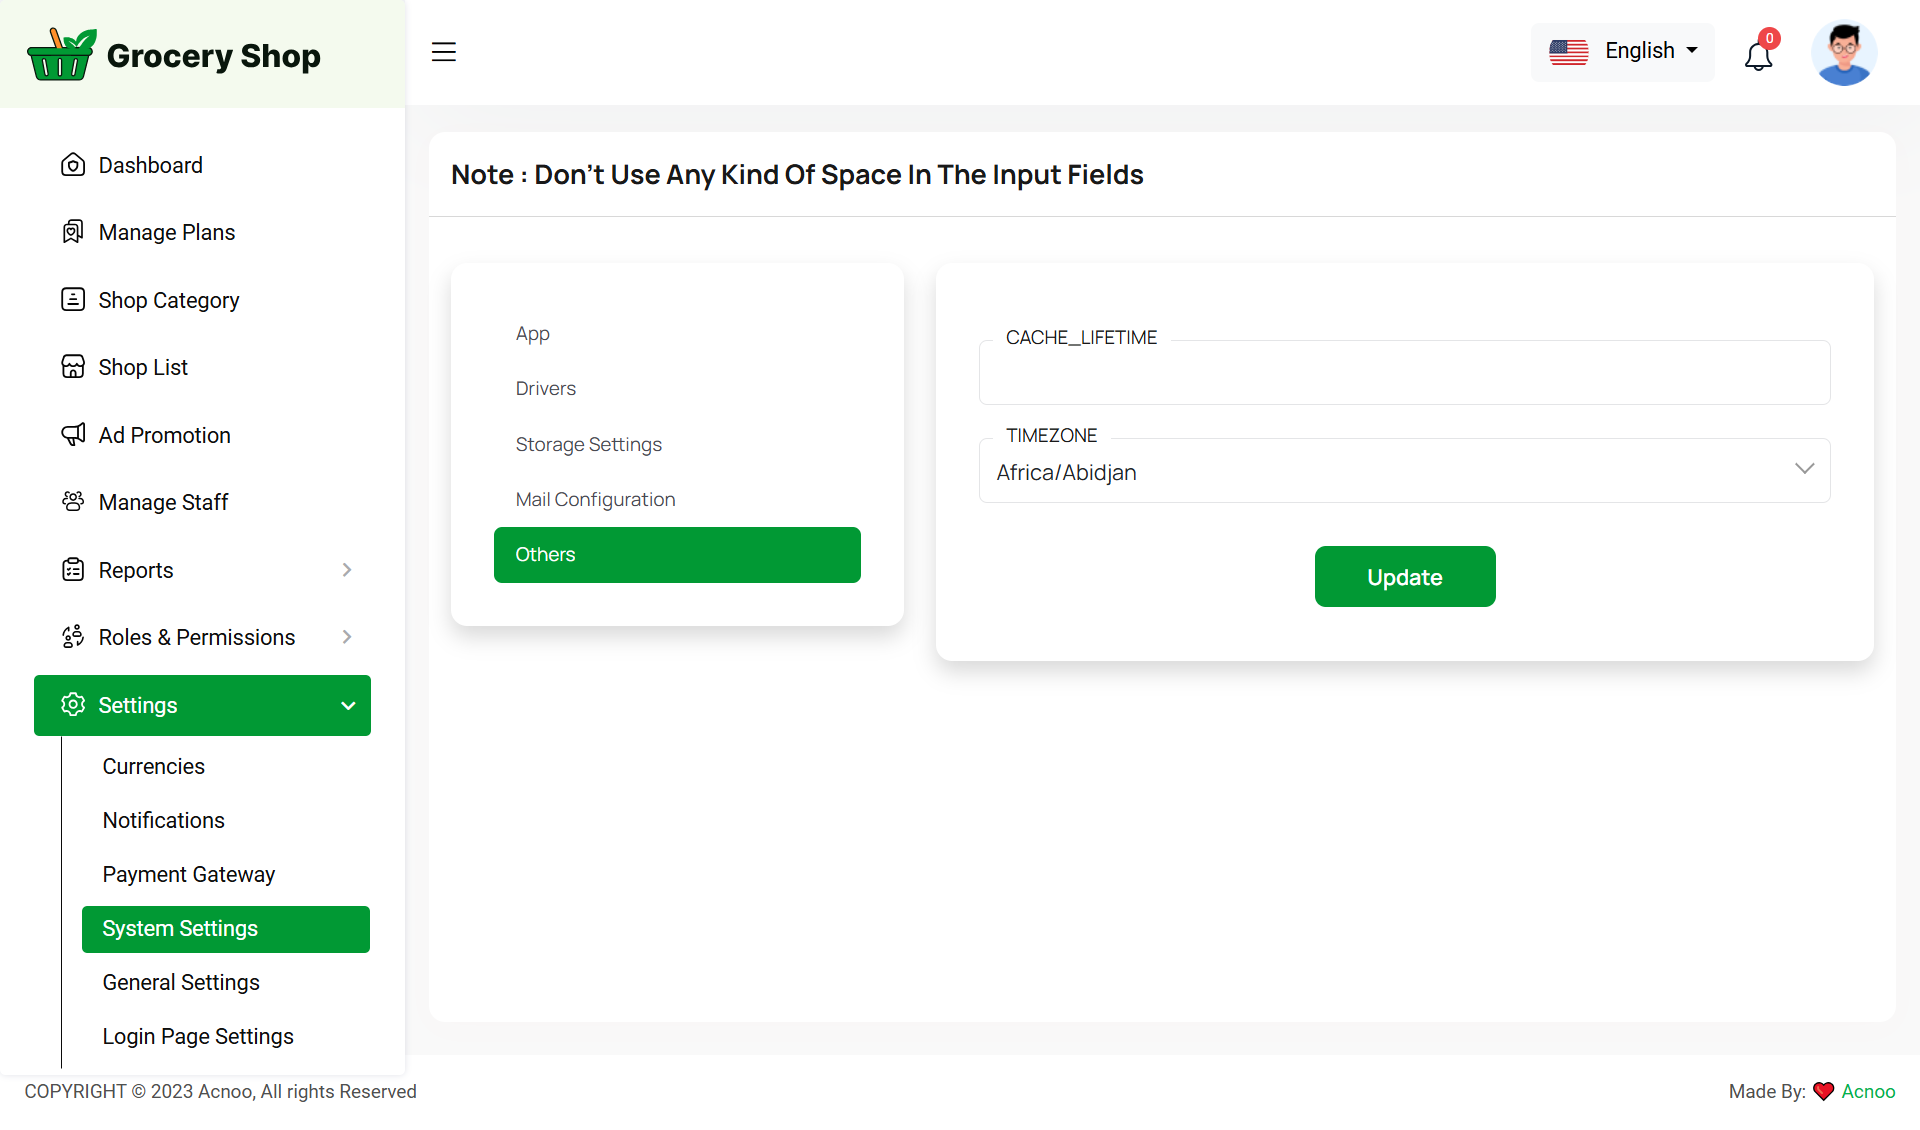 Grocery Shop
English
0
Dashboard
Manage Plans
Shop Category
Shop List
Ad Promotion
Manage Staff
Reports
Roles & Permissions
Settings
Currencies
Notifications
Payment Gateway
System Settings
General Settings
Login Page Settings
Note : Don't Use Any Kind Of Space In The Input Fields
App
Drivers
Storage Settings
Mail Configuration
Others
CACHE_LIFETIME
TIMEZONE
Africa/Abidjan
Update
COPYRIGHT © 2023 Acnoo, All rights Reserved
Made By: ❤️ Acnoo